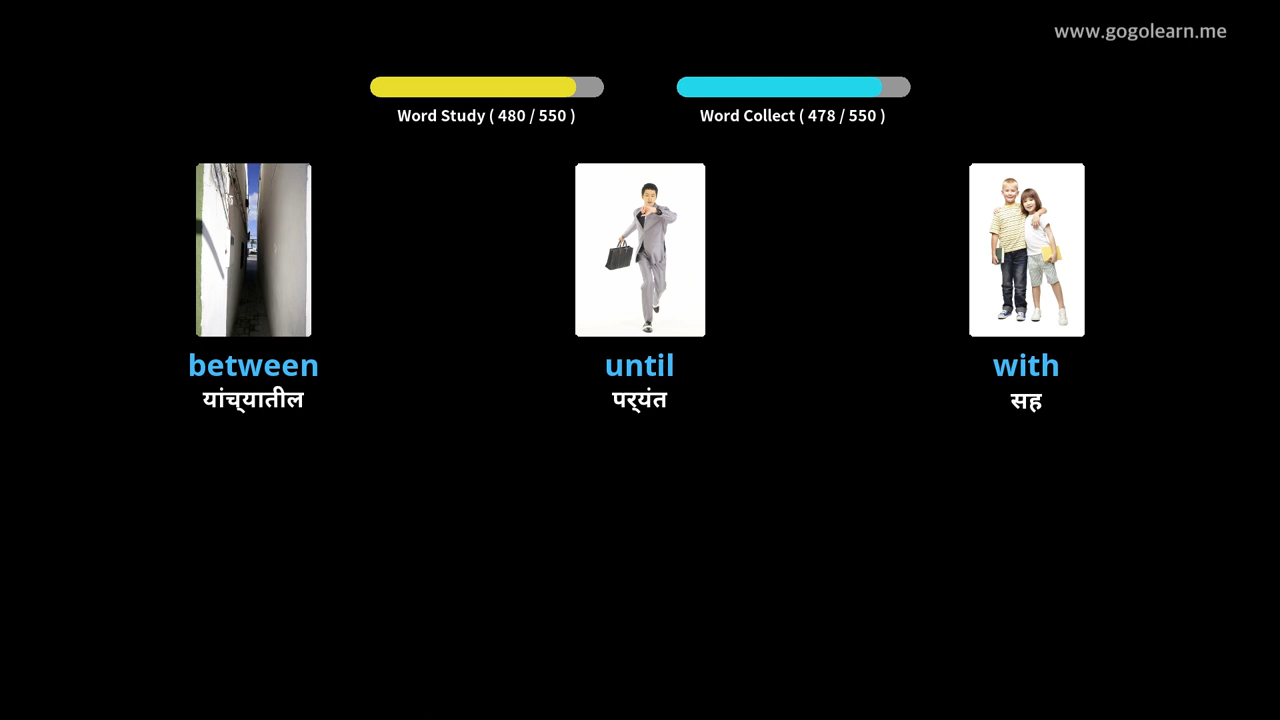 www.gogolearn.me
Word Study ( 480 / 550 )
Word Collect ( 478 / 550 )
between
यांच्यातील
until
पर्यंत
with
सह